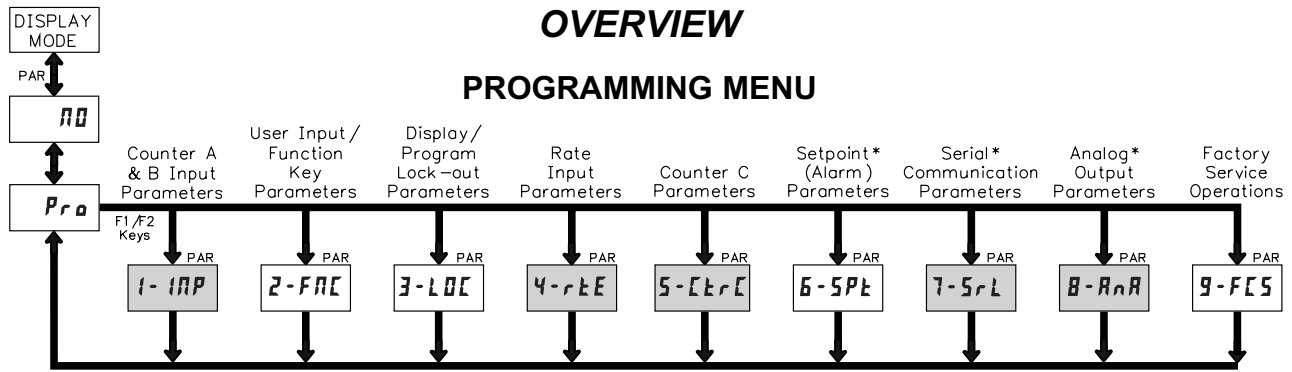 DISPLAY
MODE
OVERVIEW
PAR
PROGRAMMING MENU
NO
Counter A
& B Input
Parameters
User Input/
Function
Key
Parameters
Display/
Program
Lock-out
Parameters
Rate
Input
Parameters
Counter C
Parameters
Setpoint*
(Alarm)
Parameters
Serial*
Communication
Parameters
Analog*
Output
Parameters
Factory
Service
Operations
Pro
F1/F2
Keys
PAR PAR PAR PAR PAR PAR PAR PAR PAR
1-INP 2-FNC 3-LOC 4-rtE 5-CtrC 6-SPt 7-SrL 8-AnA 9-FCS